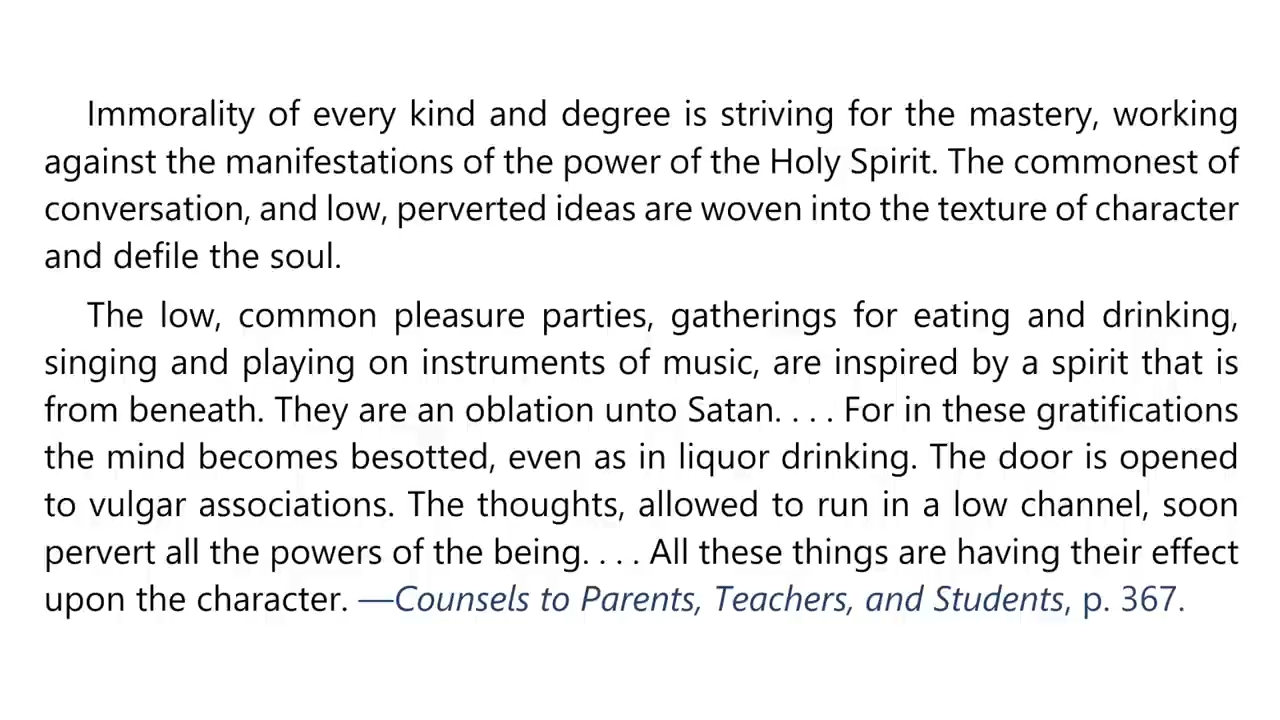 Immorality of every kind and degree is striving for the mastery, working
against the manifestations of the power of the Holy Spirit. The commonest of
conversation, and low, perverted ideas are woven into the texture of character
and defile the soul.
The low, common pleasure parties, gatherings for eating and drinking,
singing and playing on instruments of music, are inspired by a spirit that is
from beneath. They are an oblation unto Satan. . . . For in these gratifications
the mind becomes besotted, even as in liquor drinking. The door is opened
to vulgar associations. The thoughts, allowed to run in a low channel, soon
pervert all the powers of the being. . . . All these things are having their effect
upon the character. —Counsels to Parents, Teachers, and Students, p. 367.